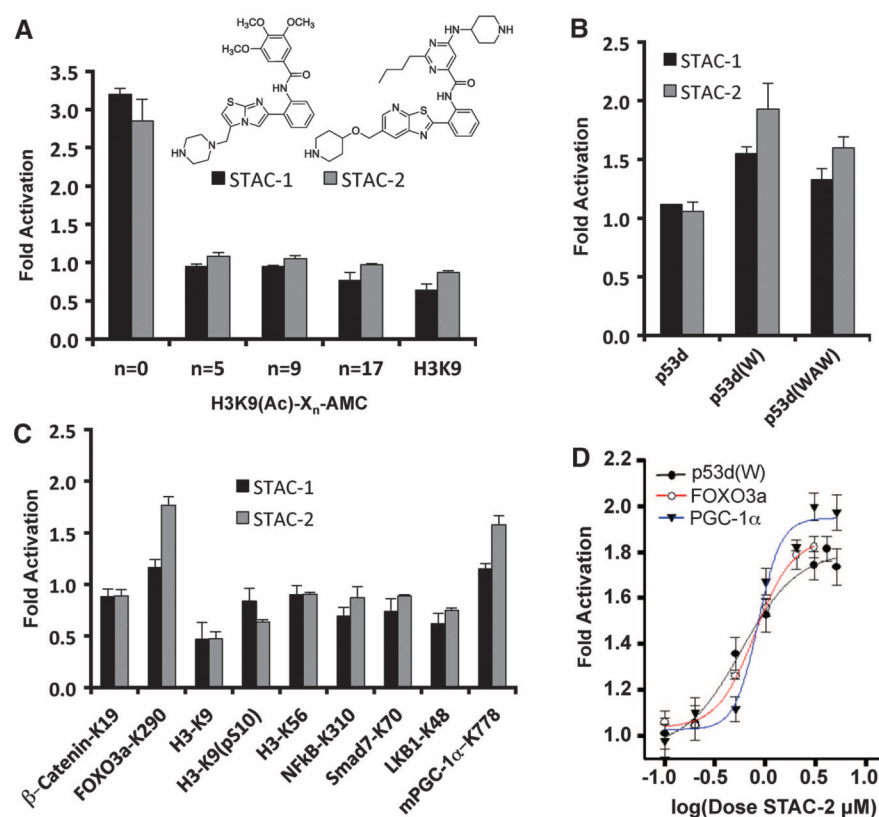 A
OCH₃
CH₃O
CH₃O
O
NH
S
N
N
N
HN
HN
NH
N
N
O
NH
N
S
O
N
HN
STAC-1 STAC-2
Fold Activation
3.5
3.0
2.5
2.0
1.5
1.0
0.5
0.0
n=0 n=5 n=9 n=17 H3K9
H3K9(Ac)-Xn-AMC
B
STAC-1
STAC-2
Fold Activation
2.5
2.0
1.5
1.0
0.5
0.0
p53d p53d(W) p53d(WAW)
C
STAC-1
STAC-2
Fold Activation
2.5
2.0
1.5
1.0
0.5
0.0
β-Catenin-K19
FOXO3a-K290
H3-K9
H3-K9(pS10)
H3-K56
NFkB-K310
Smad7-K70
LKB1-K48
mPGC-1α-K778
D
p53d(W)
FOXO3a
PGC-1α
Fold Activation
2.2
2.0
1.8
1.6
1.4
1.2
1.0
-1.0 -0.5 0.0 0.5 1.0
log(Dose STAC-2 μM)